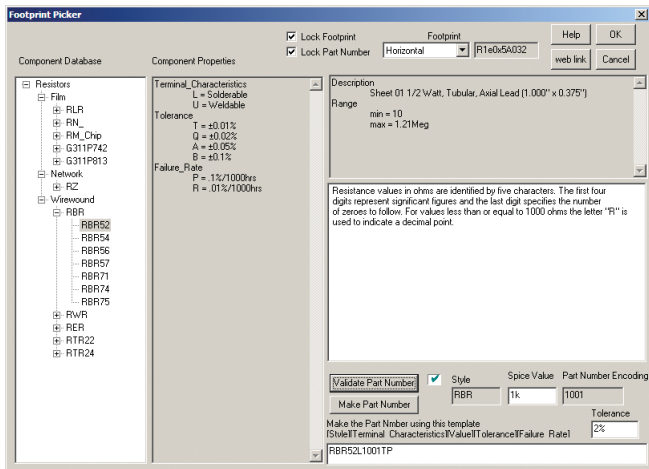 Footprint Picker
Lock Footprint
Footprint
Help
OK
Lock Part Number
Horizontal
R1e0x5A032
web link
Cancel
Component Database
Component Properties
Resistors
Film
RLR
RN_
RM_Chip
G311P742
G311P813
Network
RZ
Wirewound
RBR
RBR52
RBR54
RBR56
RBR57
RBR71
RBR74
RBR75
RWR
RER
RTR22
RTR24
Terminal_Characteristics
L = Solderable
U = Weldable
Tolerance
T = ±0.01%
Q = ±0.02%
A = ±0.05%
B = ±0.1%
Failure_Rate
P = .1%/1000hrs
R = .01%/1000hrs
Description
Sheet 01 1/2 Watt, Tubular, Axial Lead (1.000" x 0.375")
Range
min = 10
max = 1.21Meg
Resistance values in ohms are identified by five characters. The first four
digits represent significant figures and the last digit specifies the number
of zeroes to follow. For values less than or equal to 1000 ohms the letter "R" is
used to indicate a decimal point.
Validate Part Number
Style
Spice Value
Part Number Encoding
RBR
1k
1001
Make Part Number
Tolerance
2%
Make the Part Nmber using this template
[Style][Terminal_Characteristics][Value][Tolerance][Failure_Rate]
RBR52L1001TP